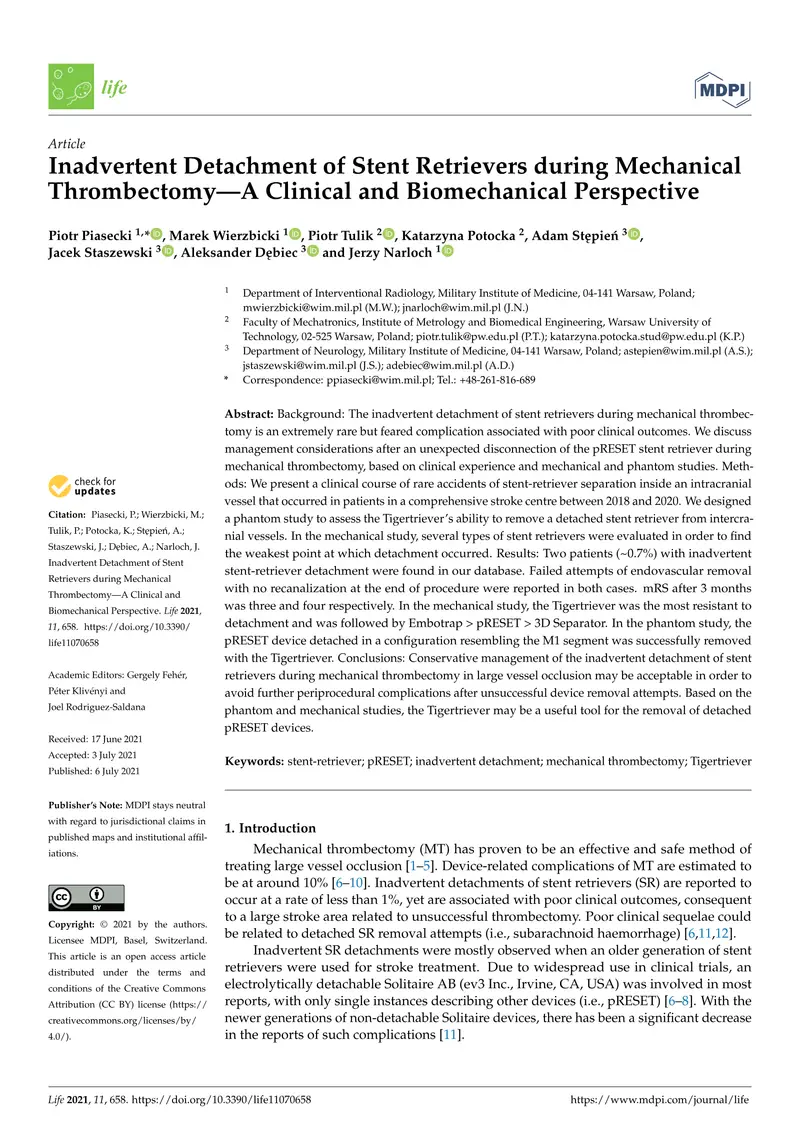 life
MDPI
Article
Inadvertent Detachment of Stent Retrievers during Mechanical
Thrombectomy—A Clinical and Biomechanical Perspective
Piotr Piasecki 1,*, Marek Wierzbicki 1, Piotr Tulik 2, Katarzyna Potocka 2, Adam Stępień 3,
Jacek Staszewski 3, Aleksander Dębiec 3 and Jerzy Narloch 1
1 Department of Interventional Radiology, Military Institute of Medicine, 04-141 Warsaw, Poland;
mwierzbicki@wim.mil.pl (M.W.); jnarloch@wim.mil.pl (J.N.)
2 Faculty of Mechatronics, Institute of Metrology and Biomedical Engineering, Warsaw University of
Technology, 02-525 Warsaw, Poland; piotr.tulik@pw.edu.pl (P.T.); katarzyna.potocka.stud@pw.edu.pl (K.P.)
3 Department of Neurology, Military Institute of Medicine, 04-141 Warsaw, Poland; astepien@wim.mil.pl (A.S.);
jstaszewski@wim.mil.pl (J.S.); adebiec@wim.mil.pl (A.D.)
* Correspondence: ppiasecki@wim.mil.pl; Tel.: +48-261-816-689
Abstract: Background: The inadvertent detachment of stent retrievers during mechanical thrombec-
tomy is an extremely rare but feared complication associated with poor clinical outcomes. We discuss
management considerations after an unexpected disconnection of the pRESET stent retriever during
mechanical thrombectomy, based on clinical experience and mechanical and phantom studies. Meth-
ods: We present a clinical course of rare accidents of stent-retriever separation inside an intracranial
vessel that occurred in patients in a comprehensive stroke centre between 2018 and 2020. We designed
a phantom study to assess the Tigertriever's ability to remove a detached stent retriever from intercra-
nial vessels. In the mechanical study, several types of stent retrievers were evaluated in order to find
the weakest point at which detachment occurred. Results: Two patients (~0.7%) with inadvertent
stent-retriever detachment were found in our database. Failed attempts of endovascular removal
with no recanalization at the end of procedure were reported in both cases. mRS after 3 months
was three and four respectively. In the mechanical study, the Tigertriever was the most resistant to
detachment and was followed by Embotrap > pRESET > 3D Separator. In the phantom study, the
pRESET device detached in a configuration resembling the M1 segment was successfully removed
with the Tigertriever. Conclusions: Conservative management of the inadvertent detachment of stent
retrievers during mechanical thrombectomy in large vessel occlusion may be acceptable in order to
avoid further periprocedural complications after unsuccessful device removal attempts. Based on the
phantom and mechanical studies, the Tigertriever may be a useful tool for the removal of detached
pRESET devices.
Keywords: stent-retriever; pRESET; inadvertent detachment; mechanical thrombectomy; Tigertriever
check for
updates
Citation: Piasecki, P.; Wierzbicki, M.;
Tulik, P.; Potocka, K.; Stępień, A.;
Staszewski, J.; Dębiec, A.; Narloch, J.
Inadvertent Detachment of Stent
Retrievers during Mechanical
Thrombectomy—A Clinical and
Biomechanical Perspective. Life 2021,
11, 658. https://doi.org/10.3390/
life11070658
Academic Editors: Gergely Fehér,
Péter Klivényi and
Joel Rodriguez-Saldana
Received: 17 June 2021
Accepted: 3 July 2021
Published: 6 July 2021
Publisher's Note: MDPI stays neutral
with regard to jurisdictional claims in
published maps and institutional affil-
iations.
cc
BY
Copyright: © 2021 by the authors.
Licensee MDPI, Basel, Switzerland.
This article is an open access article
distributed under the terms and
conditions of the Creative Commons
Attribution (CC BY) license (https://
creativecommons.org/licenses/by/
4.0/).
1. Introduction
Mechanical thrombectomy (MT) has proven to be an effective and safe method of
treating large vessel occlusion [1–5]. Device-related complications of MT are estimated to
be at around 10% [6–10]. Inadvertent detachments of stent retrievers (SR) are reported to
occur at a rate of less than 1%, yet are associated with poor clinical outcomes, consequent
to a large stroke area related to unsuccessful thrombectomy. Poor clinical sequelae could
be related to detached SR removal attempts (i.e., subarachnoid haemorrhage) [6,11,12].
Inadvertent SR detachments were mostly observed when an older generation of stent
retrievers were used for stroke treatment. Due to widespread use in clinical trials, an
electrolytically detachable Solitaire AB (ev3 Inc., Irvine, CA, USA) was involved in most
reports, with only single instances describing other devices (i.e., pRESET) [6–8]. With the
newer generations of non-detachable Solitaire devices, there has been a significant decrease
in the reports of such complications [11].
Life 2021, 11, 658. https://doi.org/10.3390/life11070658
https://www.mdpi.com/journal/life